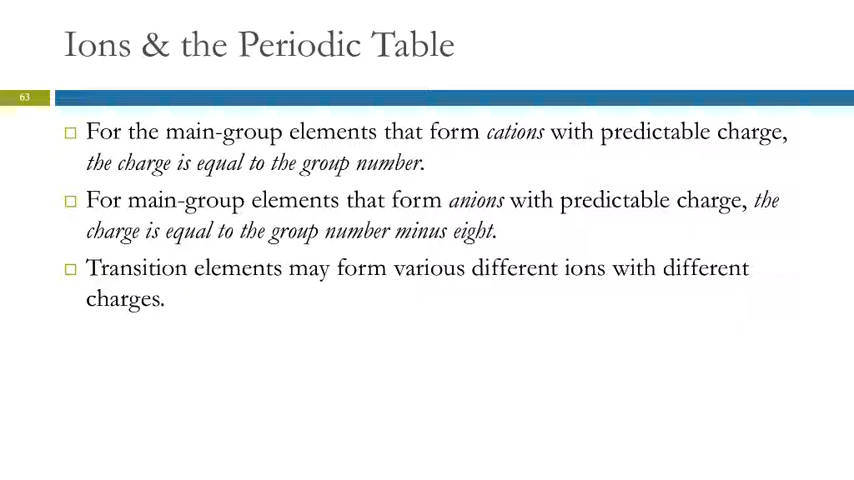 Ions & the Periodic Table
63
For the main-group elements that form cations with predictable charge,
the charge is equal to the group number.
For main-group elements that form anions with predictable charge, the
charge is equal to the group number minus eight.
Transition elements may form various different ions with different
charges.